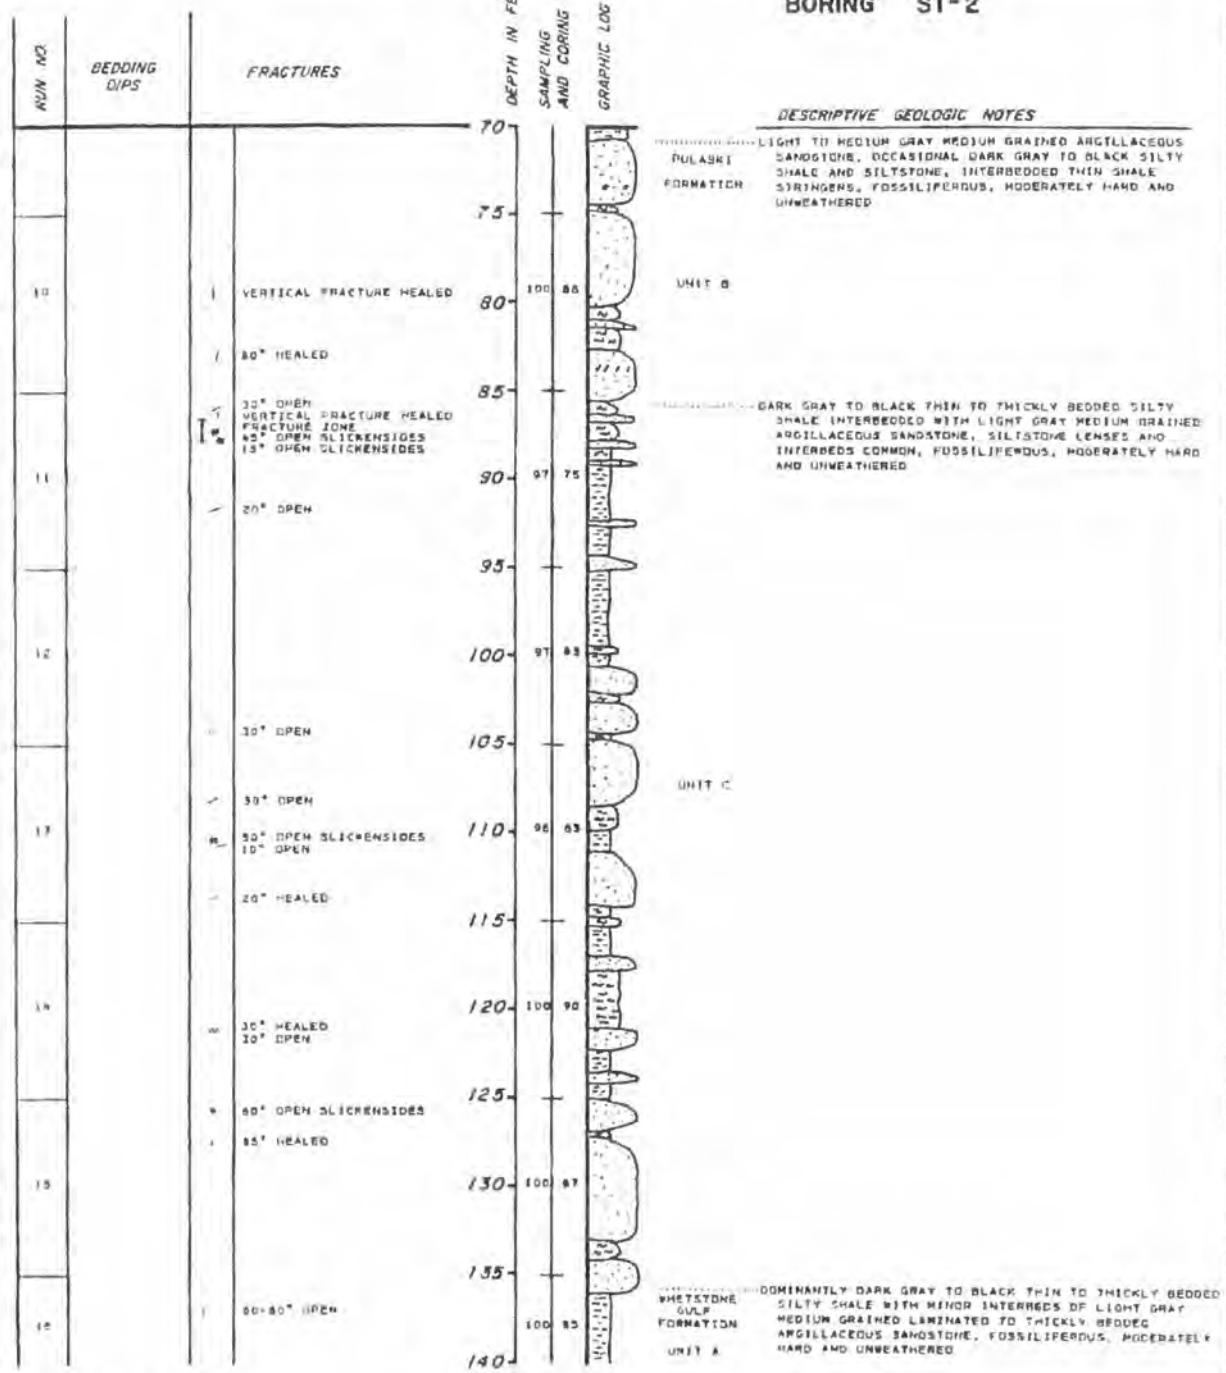 BORING ST-2
RUN NO.
BEDDING
DIPS
FRACTURES
DEPTH IN
SAMPLING
AND CORING
GRAPHIC LOG
DESCRIPTIVE GEOLOGIC NOTES
70
LIGHT TO MEDIUM GRAY MEDIUM GRAINED ARGILLACEOUS
SANDSTONE, OCCASIONAL DARK GRAY TO BLACK SILTY
SHALE AND SILTSTONE, INTERBEDDED THIN SHALE
STRINGERS, FOSSILIFEROUS, MODERATELY HARD AND
UNWEATHERED
PULASKI
FORMATION
75
UNIT B
10
VERTICAL FRACTURE HEALED
80
100 88
80° HEALED
85
30° OPEN
VERTICAL FRACTURE HEALED
FRACTURE ZONE
45° OPEN SLICKENSIDES
15° OPEN SLICKENSIDES
DARK GRAY TO BLACK THIN TO THICKLY BEDDED SILTY
SHALE INTERBEDDED WITH LIGHT GRAY MEDIUM GRAINED
ARGILLACEOUS SANDSTONE, SILTSTONE LENSES AND
INTERBEDS COMMON, FOSSILIFEROUS, MODERATELY HARD
AND UNWEATHERED
11
90
97 75
20° OPEN
95
12
100
97
30° OPEN
105
UNIT C
30° OPEN
110
96 63
50° OPEN SLICKENSIDES
10° OPEN
20° HEALED
115
120
100 90
30° HEALED
30° OPEN
125
60° OPEN SLICKENSIDES
85° HEALED
15
130
100
135
WHETSTONE
GULF
FORMATION
DOMINANTLY DARK GRAY TO BLACK THIN TO THICKLY BEDDED
SILTY SHALE WITH MINOR INTERBEDS OF LIGHT GRAY
MEDIUM GRAINED LAMINATED TO THICKLY BEDDED
ARGILLACEOUS SANDSTONE, FOSSILIFEROUS, MODERATELY
HARD AND UNWEATHERED
OPEN
100
UNIT A
140